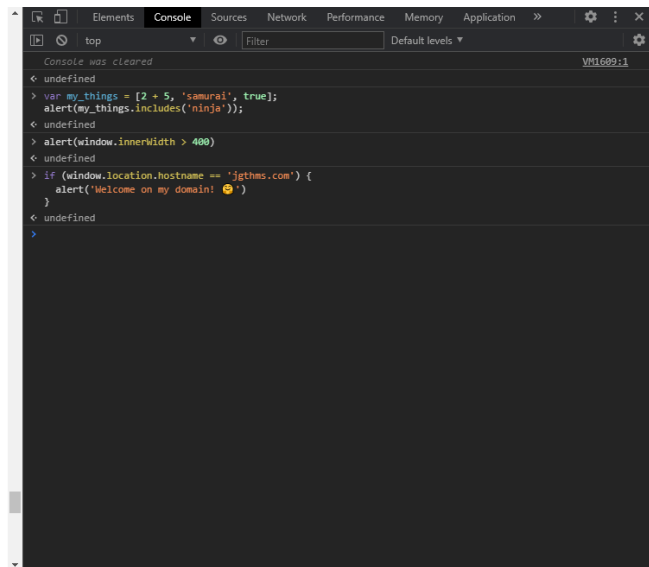 Elements Console Sources Network Performance Memory Application »
top Filter Default levels
Console was cleared VM1609:1
undefined
var my_things = [2 + 5, 'samurai', true];
alert(my_things.includes('ninja'));
undefined
alert(window.innerWidth > 400)
undefined
if (window.location.hostname == 'jgthms.com') {
alert('Welcome on my domain! 🤗')
}
undefined